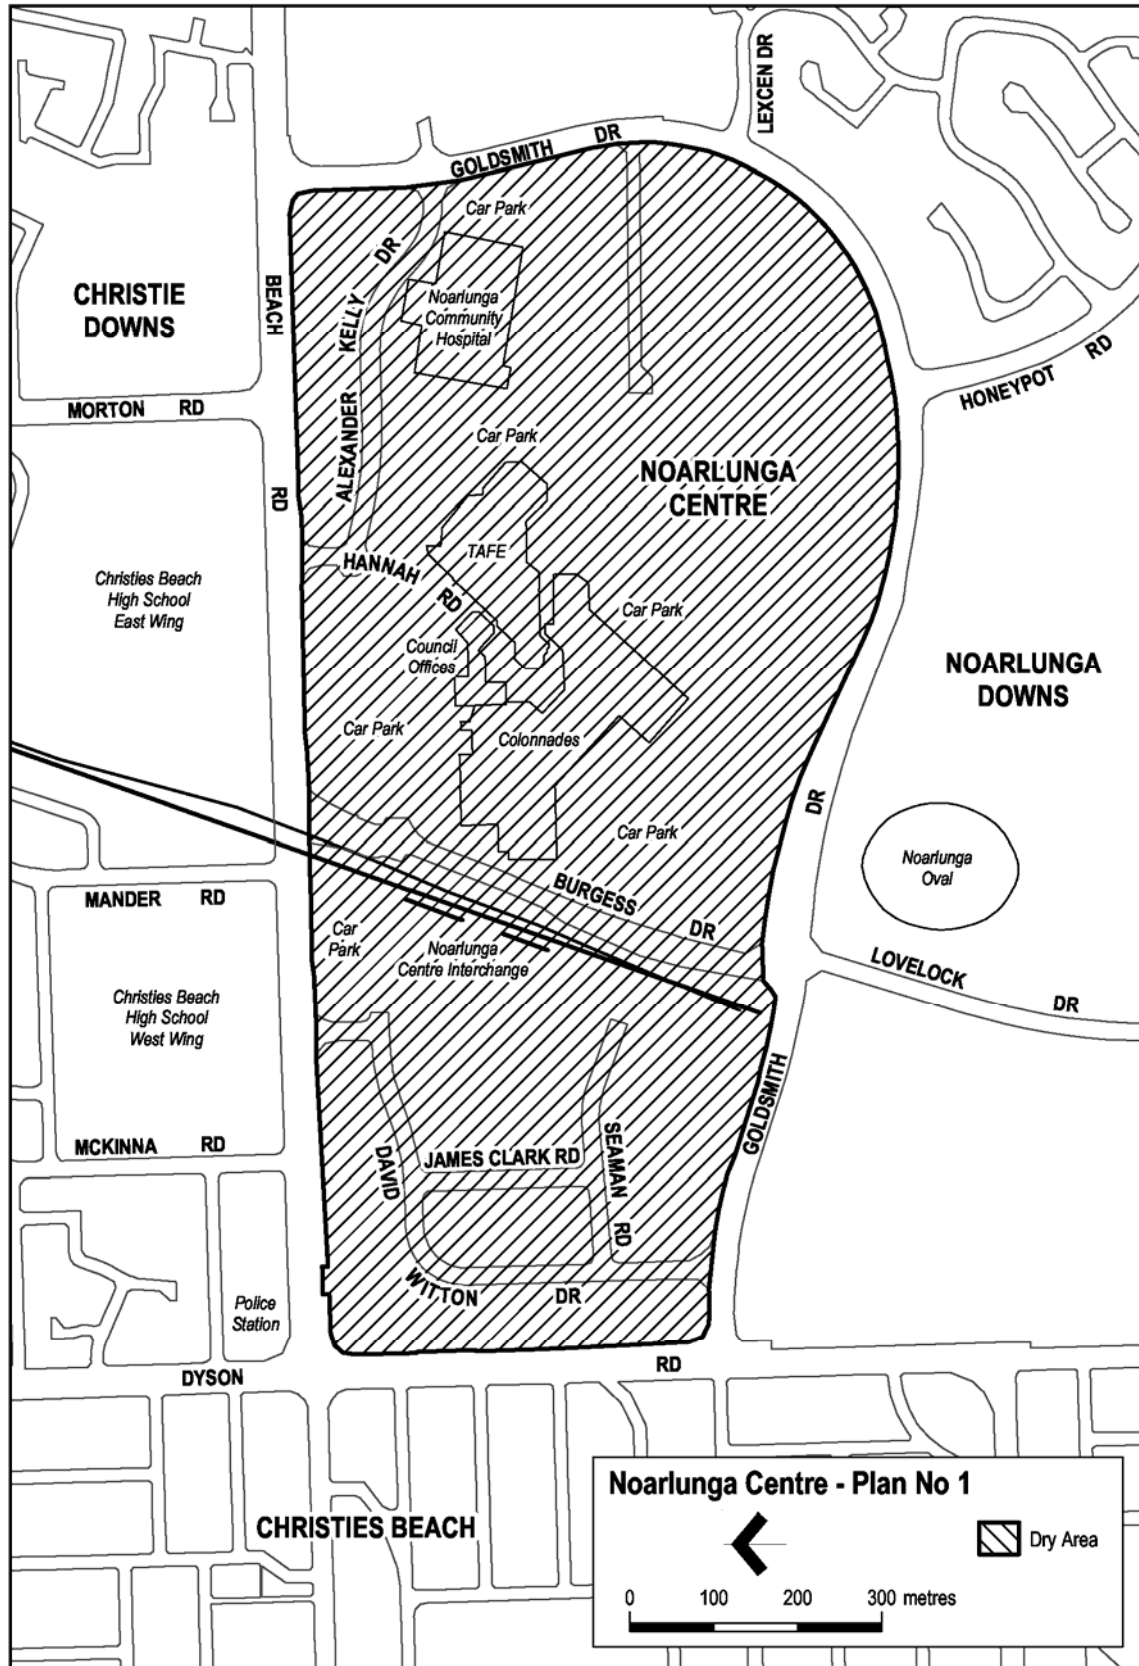 LEXCEN DR
GOLDSMITH DR
Car Park
BEACH RD
ALEXANDER KELLY DR
CHRISTIE
DOWNS
Noarlunga
Community
Hospital
HONEYPOT RD
MORTON RD
Car Park
NOARLUNGA
CENTRE
HANNAH RD
TAFE
Christies Beach
High School
East Wing
Car Park
Council
Offices
NOARLUNGA
DOWNS
Car Park
Colonnades
DR
Car Park
Noarlunga
Oval
BURGESS DR
MANDER RD
Car
Park
Noarlunga
Centre Interchange
LOVELOCK DR
Christies Beach
High School
West Wing
GOLDSMITH
MCKINNA RD
JAMES CLARK RD
SEAMAN RD
DAVID WITTON DR
Police
Station
DYSON RD
CHRISTIES BEACH
Noarlunga Centre - Plan No 1
Dry Area
0 100 200 300 metres